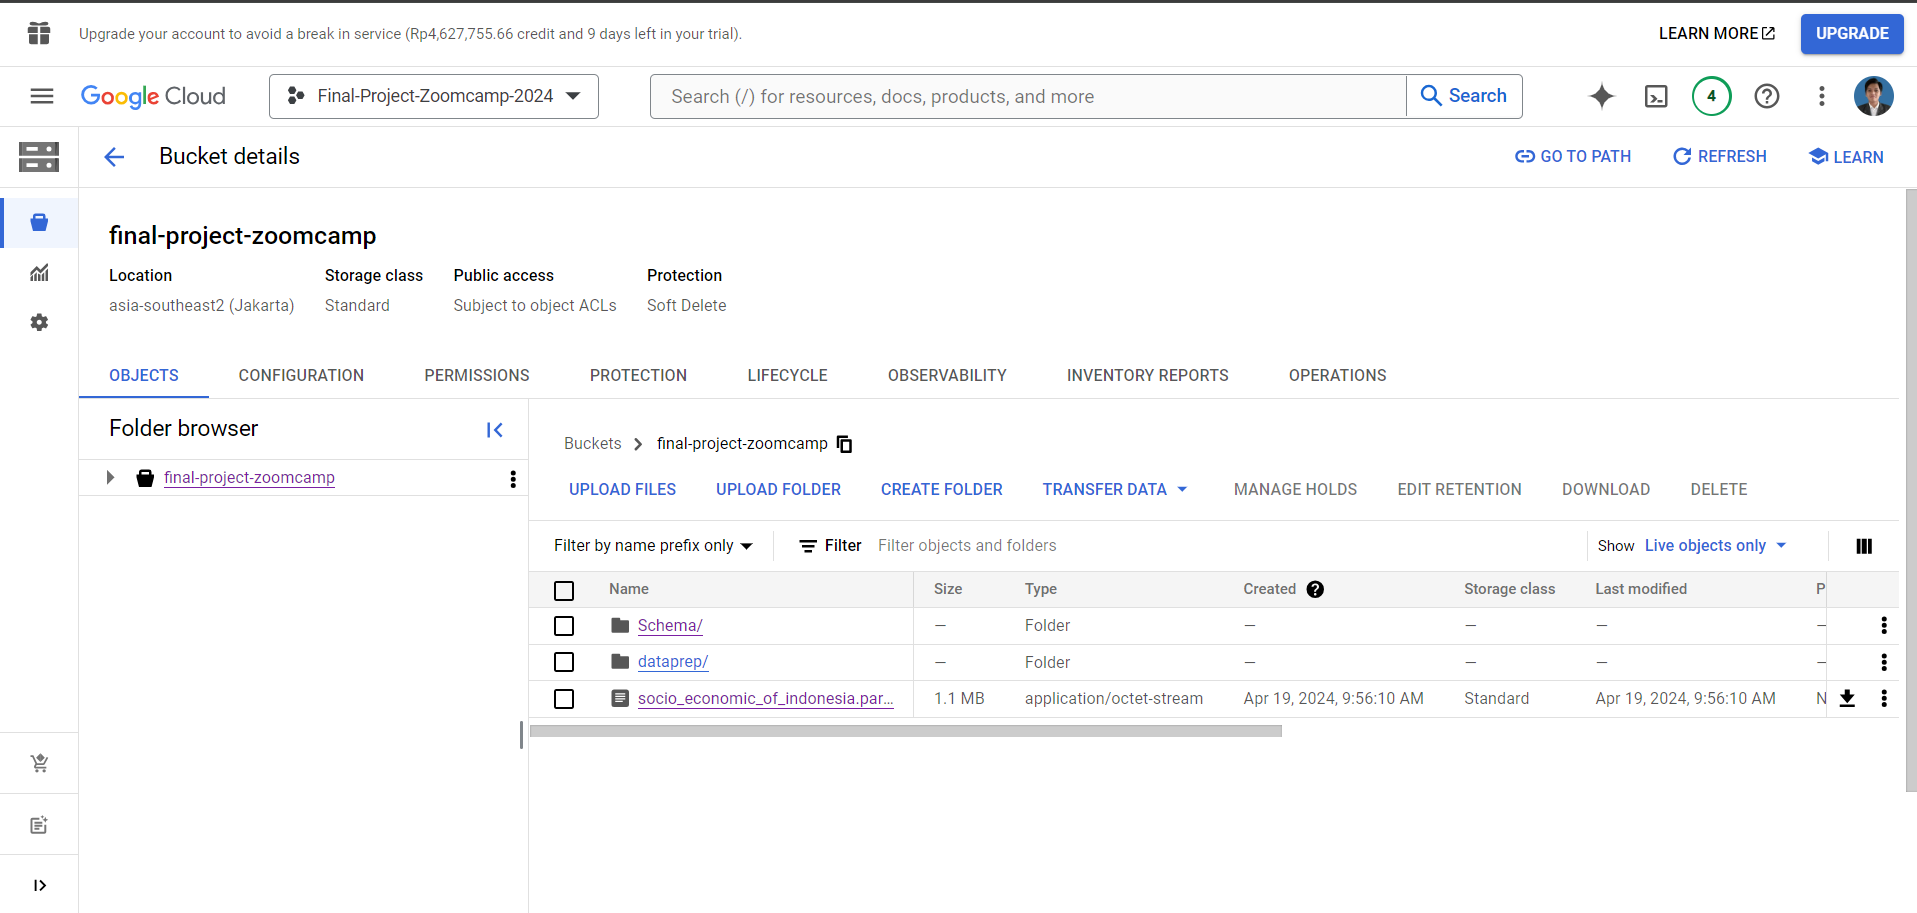 Upgrade your account to avoid a break in service (Rp4,627,755.66 credit and 9 days left in your trial).
LEARN MORE
UPGRADE
Google Cloud
Final-Project-Zoomcamp-2024
Search (/) for resources, docs, products, and more
Search
4
Bucket details
GO TO PATH
REFRESH
LEARN
final-project-zoomcamp
Location Storage class Public access Protection
asia-southeast2 (Jakarta) Standard Subject to object ACLs Soft Delete
OBJECTS CONFIGURATION PERMISSIONS PROTECTION LIFECYCLE OBSERVABILITY INVENTORY REPORTS OPERATIONS
Folder browser
final-project-zoomcamp
Buckets > final-project-zoomcamp
UPLOAD FILES UPLOAD FOLDER CREATE FOLDER TRANSFER DATA MANAGE HOLDS EDIT RETENTION DOWNLOAD DELETE
Filter by name prefix only Filter Filter objects and folders Show Live objects only
Name Size Type Created Storage class Last modified P
Schema/ — Folder — — — —
dataprep/ — Folder — — — —
socio_economic_of_indonesia.par... 1.1 MB application/octet-stream Apr 19, 2024, 9:56:10 AM Standard Apr 19, 2024, 9:56:10 AM N